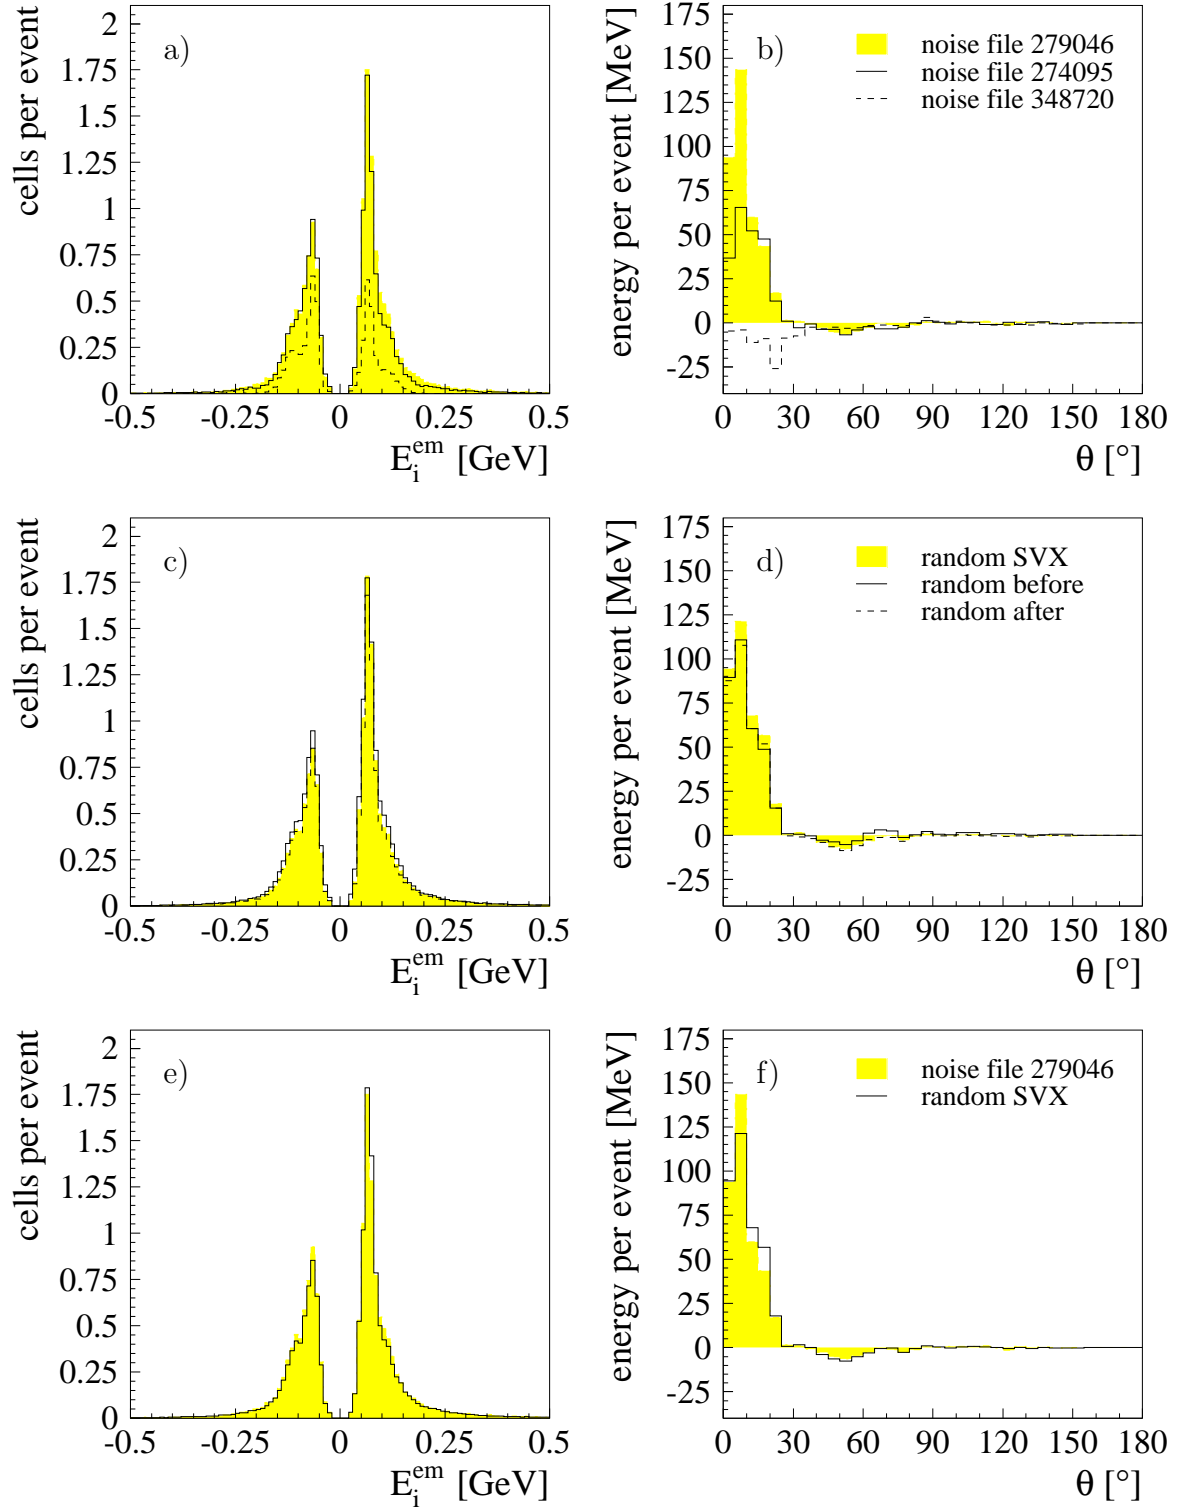 a)
cells per event
2
1.75
1.5
1.25
1
0.75
0.5
0.25
0
-0.5 -0.25 0 0.25 0.5
E_i^em [GeV]
b)
energy per event [MeV]
175
150
125
100
75
50
25
0
-25
noise file 279046
noise file 274095
noise file 348720
0 30 60 90 120 150 180
θ [°]
c)
cells per event
2
1.75
1.5
1.25
1
0.75
0.5
0.25
0
-0.5 -0.25 0 0.25 0.5
E_i^em [GeV]
d)
energy per event [MeV]
175
150
125
100
75
50
25
0
-25
random SVX
random before
random after
0 30 60 90 120 150 180
θ [°]
e)
cells per event
2
1.75
1.5
1.25
1
0.75
0.5
0.25
0
-0.5 -0.25 0 0.25 0.5
E_i^em [GeV]
f)
energy per event [MeV]
175
150
125
100
75
50
25
0
-25
noise file 279046
random SVX
0 30 60 90 120 150 180
θ [°]